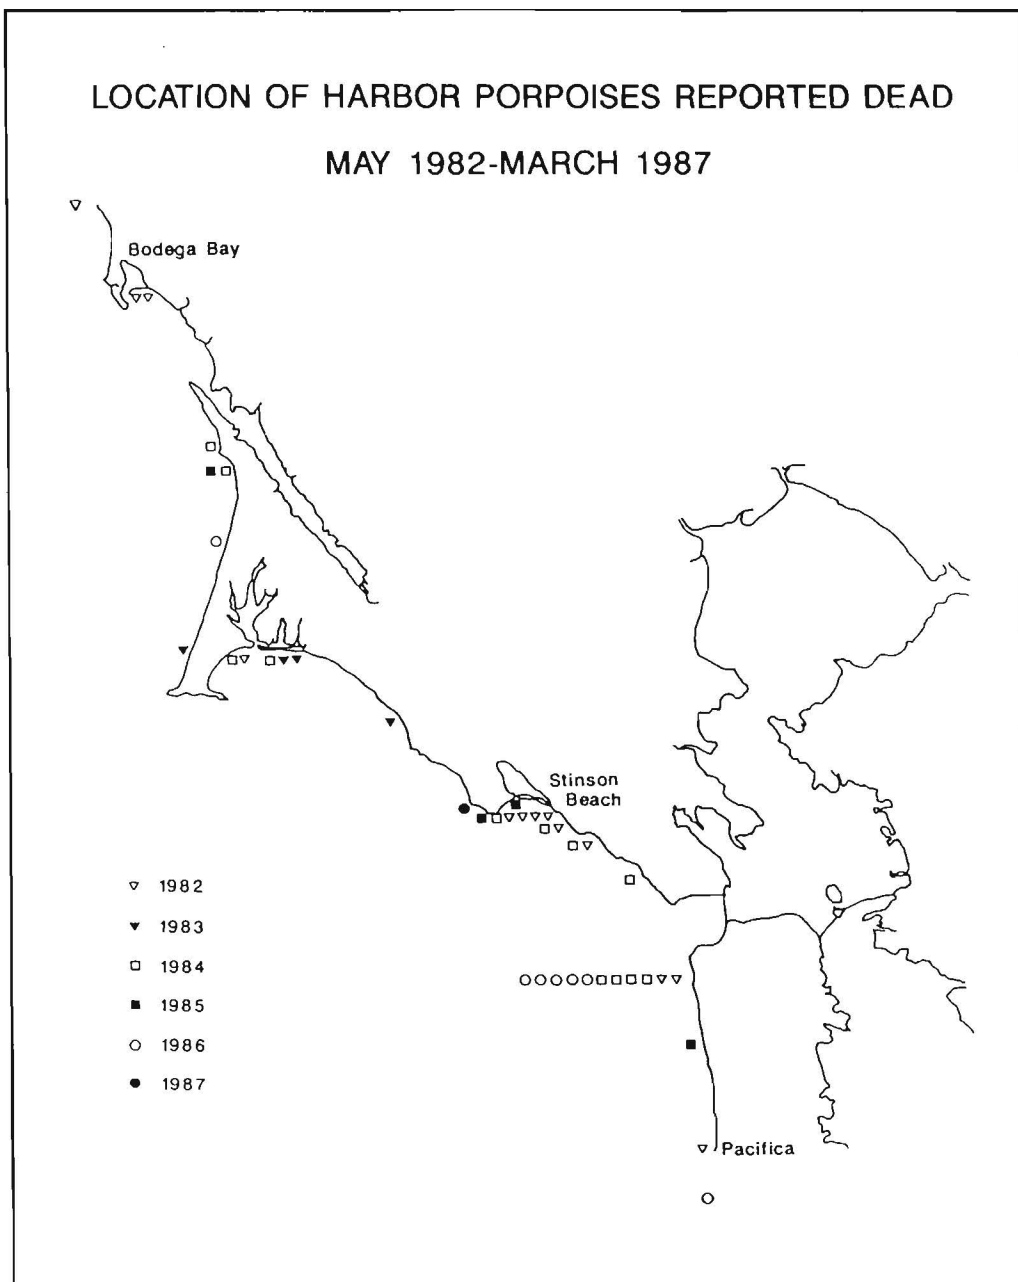 LOCATION OF HARBOR PORPOISES REPORTED DEAD
MAY 1982-MARCH 1987
Bodega Bay
Stinson
Beach
1982
1983
1984
1985
1986
1987
Pacifica